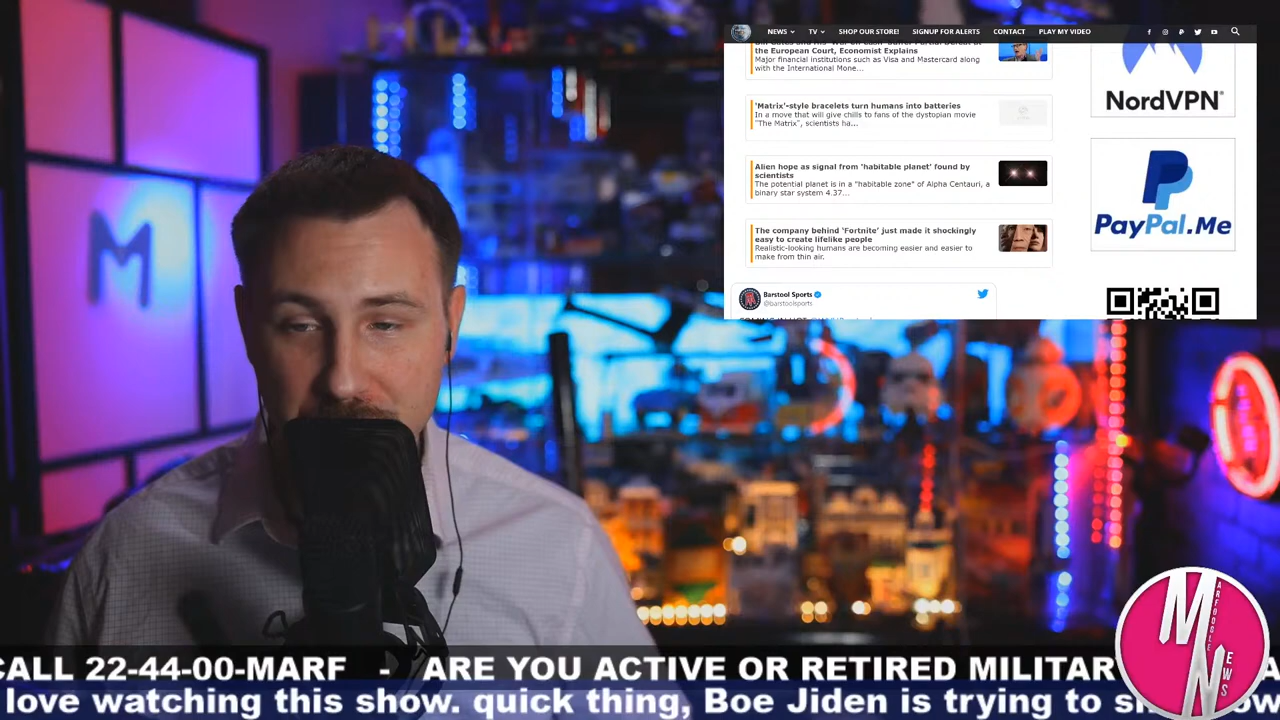 NEWS TV SHOP OUR STORE! SIGNUP FOR ALERTS CONTACT PLAY MY VIDEO
the European Court, Economist Explains
Major financial institutions such as Visa and Mastercard along
with the International Mone...
'Matrix'-style bracelets turn humans into batteries
In a move that will give chills to fans of the dystopian movie
"The Matrix", scientists ha...
Alien hope as signal from 'habitable planet' found by
scientists
The potential planet is in a "habitable zone" of Alpha Centauri, a
binary star system 4.37...
The company behind 'Fortnite' just made it shockingly
easy to create lifelike people
Realistic-looking humans are becoming easier and easier to
make from thin air.
Barstool Sports
@barstoolsports
NordVPN®
PayPal.Me
M
CALL 22-44-00-MARF - ARE YOU ACTIVE OR RETIRED MILITAR
love watching this show. quick thing, Boe Jiden is trying to
MARFOOGLE NEWS